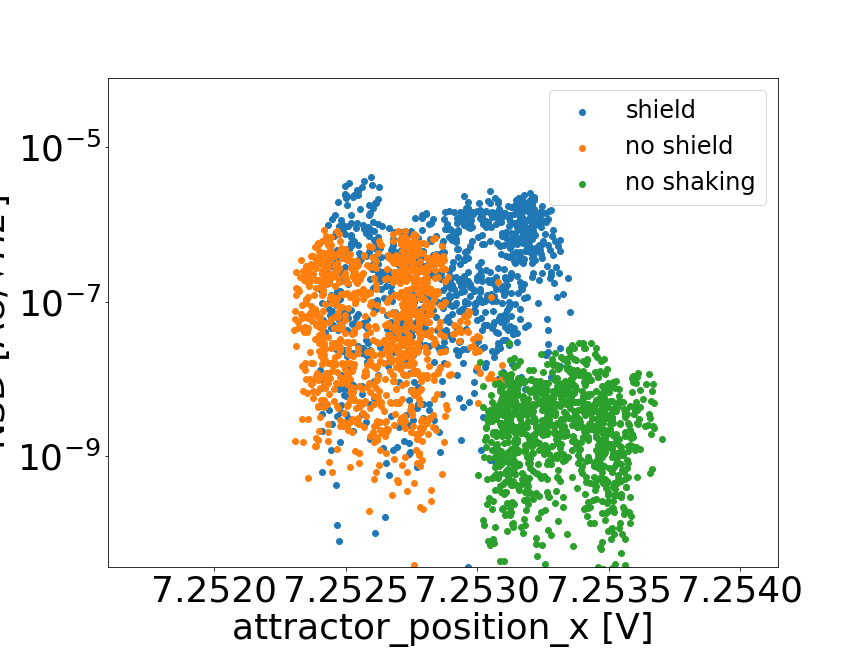 shield
no shield
no shaking
10⁻⁵
10⁻⁷
10⁻⁹
7.2520 7.2525 7.2530 7.2535 7.2540
attractor_position_x [V]